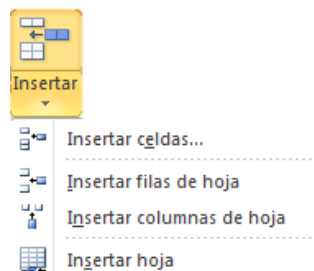 Insertar
Insertar celdas...
Insertar filas de hoja
Insertar columnas de hoja
Insertar hoja